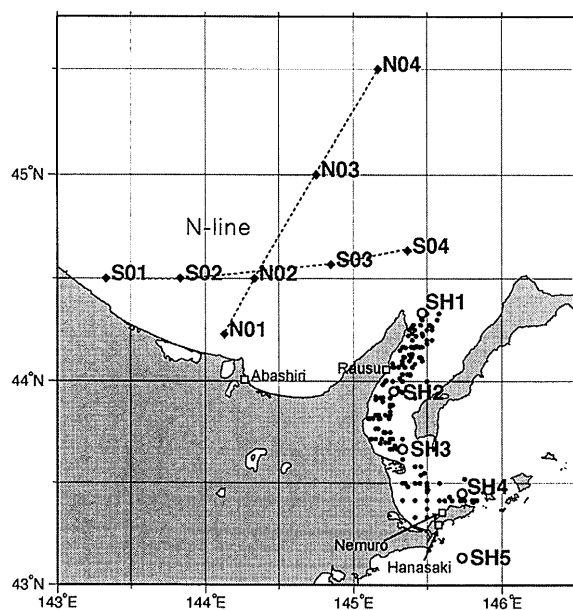 N04
45°N
N03
N-line
S01
S02
N02
S03
S04
N01
SH1
44°N
Abashiri
Rausu
SH2
SH3
SH4
Nemuro
Hanasaki
SH5
43°N
143°E
144°E
145°E
146°E